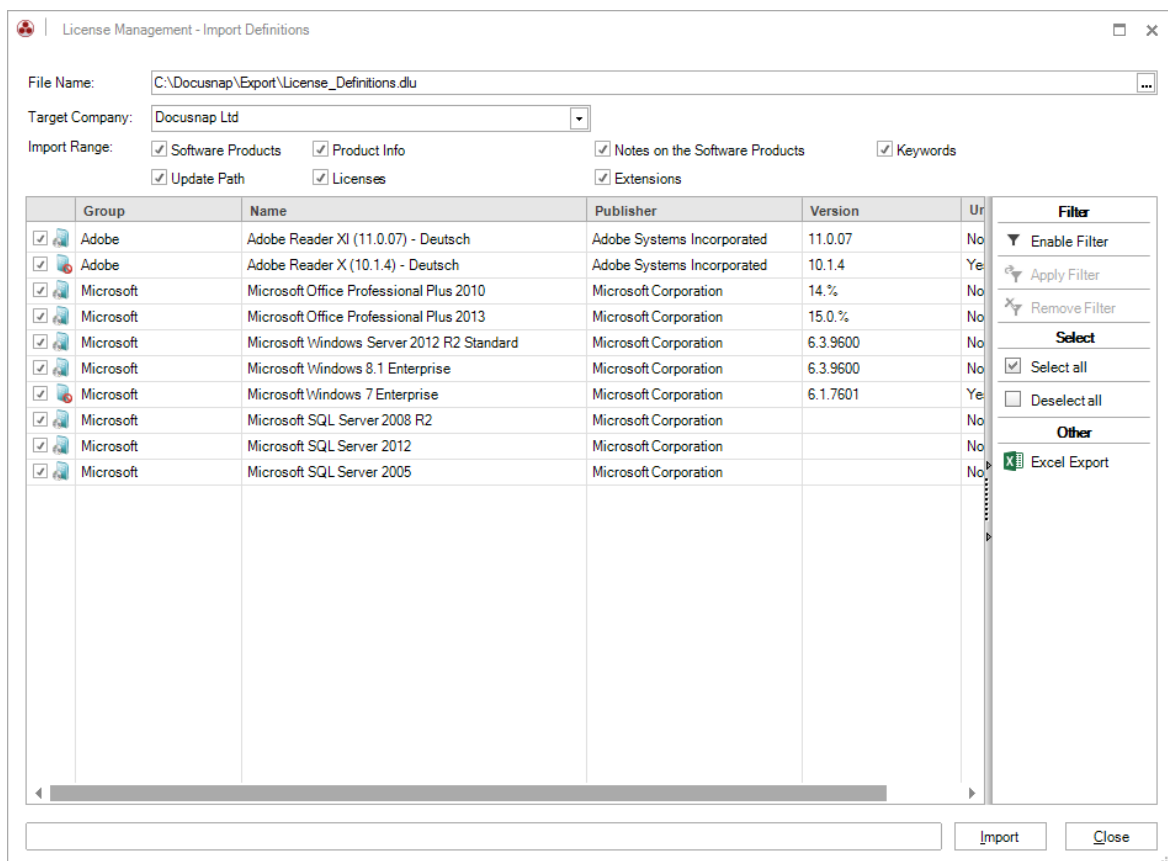 License Management - Import Definitions
File Name: C:\Docusnap\Export\License_Definitions.dlu ...
Target Company: Docusnap Ltd
Import Range: Software Products Product Info Notes on the Software Products Keywords
Update Path Licenses Extensions
Group Name Publisher Version Un
Adobe Adobe Reader XI (11.0.07) - Deutsch Adobe Systems Incorporated 11.0.07 No
Adobe Adobe Reader X (10.1.4) - Deutsch Adobe Systems Incorporated 10.1.4 Ye
Microsoft Microsoft Office Professional Plus 2010 Microsoft Corporation 14.% No
Microsoft Microsoft Office Professional Plus 2013 Microsoft Corporation 15.0.% No
Microsoft Microsoft Windows Server 2012 R2 Standard Microsoft Corporation 6.3.9600 No
Microsoft Microsoft Windows 8.1 Enterprise Microsoft Corporation 6.3.9600 No
Microsoft Microsoft Windows 7 Enterprise Microsoft Corporation 6.1.7601 Ye
Microsoft Microsoft SQL Server 2008 R2 Microsoft Corporation No
Microsoft Microsoft SQL Server 2012 Microsoft Corporation No
Microsoft Microsoft SQL Server 2005 Microsoft Corporation No
Filter
Enable Filter
Apply Filter
Remove Filter
Select
Select all
Deselect all
Other
Excel Export
Import Close